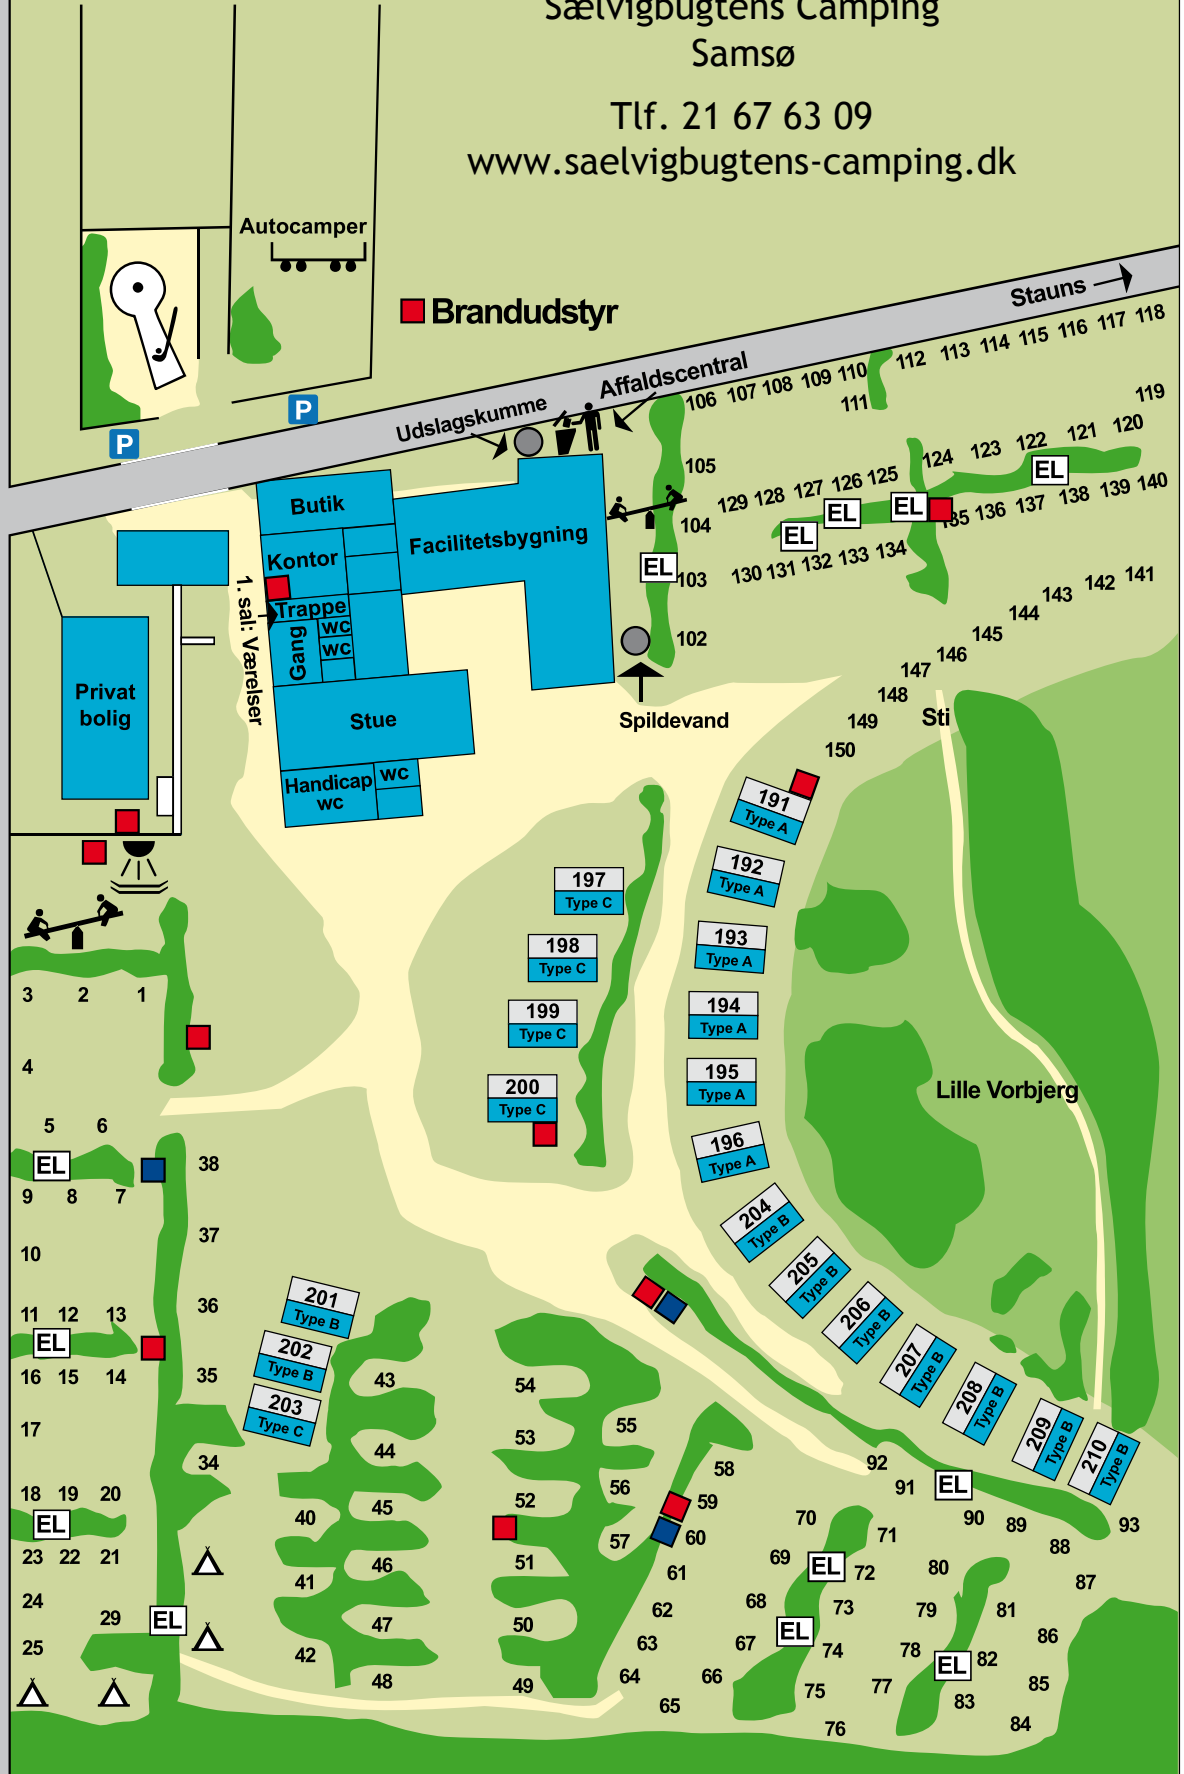 Sælvigbugtens Camping
Samsø
Tlf. 21 67 63 09
www.saelvigbugtens-camping.dk
Autocamper
Brandudstyr
Stauns
Affaldscentral
Udslagskumme
P
P
118
117
116
115
114
113
112
110
109
108
107
106
111
119
120
121
122
123
124
125
126
127
128
129
105
104
103
102
EL
EL
EL
EL
EL
140
139
138
137
136
135
134
133
132
131
130
141
142
143
144
145
146
147
148
149
150
Butik
Kontor
Facilitetsbygning
Trappe
Gang
wc
wc
1. sal: Værelser
Stue
Handicap
wc
wc
Privat
bolig
Spildevand
Sti
Lille Vorbjerg
191
Type A
192
Type A
193
Type A
194
Type A
195
Type A
196
Type A
197
Type C
198
Type C
199
Type C
200
Type C
204
Type B
205
Type B
206
Type B
207
Type B
208
Type B
209
Type B
210
Type B
201
Type B
202
Type B
203
Type C
3 2 1
4
5 6
EL
9 8 7
10
11 12 13
EL
16 15 14
17
18 19 20
EL
23 22 21
24
25
29
EL
38
37
36
35
34
43
44
45
46
47
48
40
41
42
54
53
52
51
50
49
55
56
57
58
59
60
61
62
63
64
65
66
67
68
69
70
71
72
73
74
75
76
77
78
79
80
81
82
83
84
85
86
87
88
89
90
91
92
93
EL
EL
EL
EL